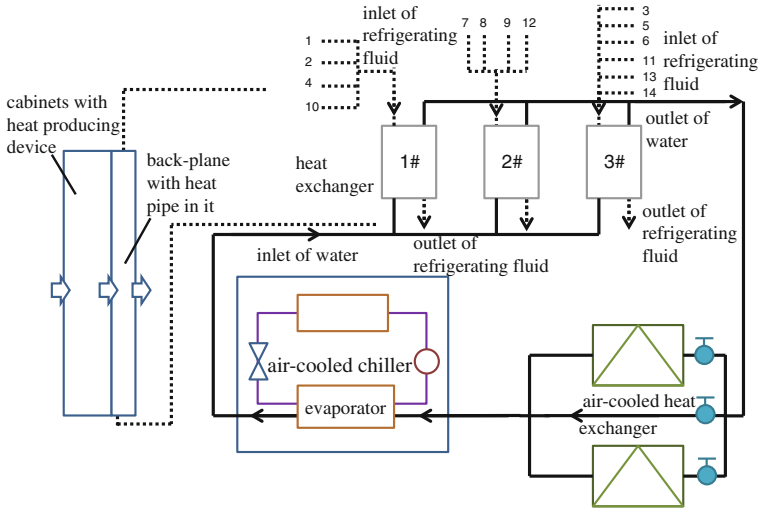 inlet of
refrigerating
fluid
1
2
4
10
7 8 9 12
3
5
6
11
13
14
inlet of
refrigerating
fluid
cabinets with
heat producing
device
back-plane
with heat
pipe in it
heat
exchanger
1#
2#
3#
outlet of
water
inlet of water
outlet of
refrigerating fluid
outlet of
refrigerating
fluid
air-cooled chiller
evaporator
air-cooled heat
exchanger